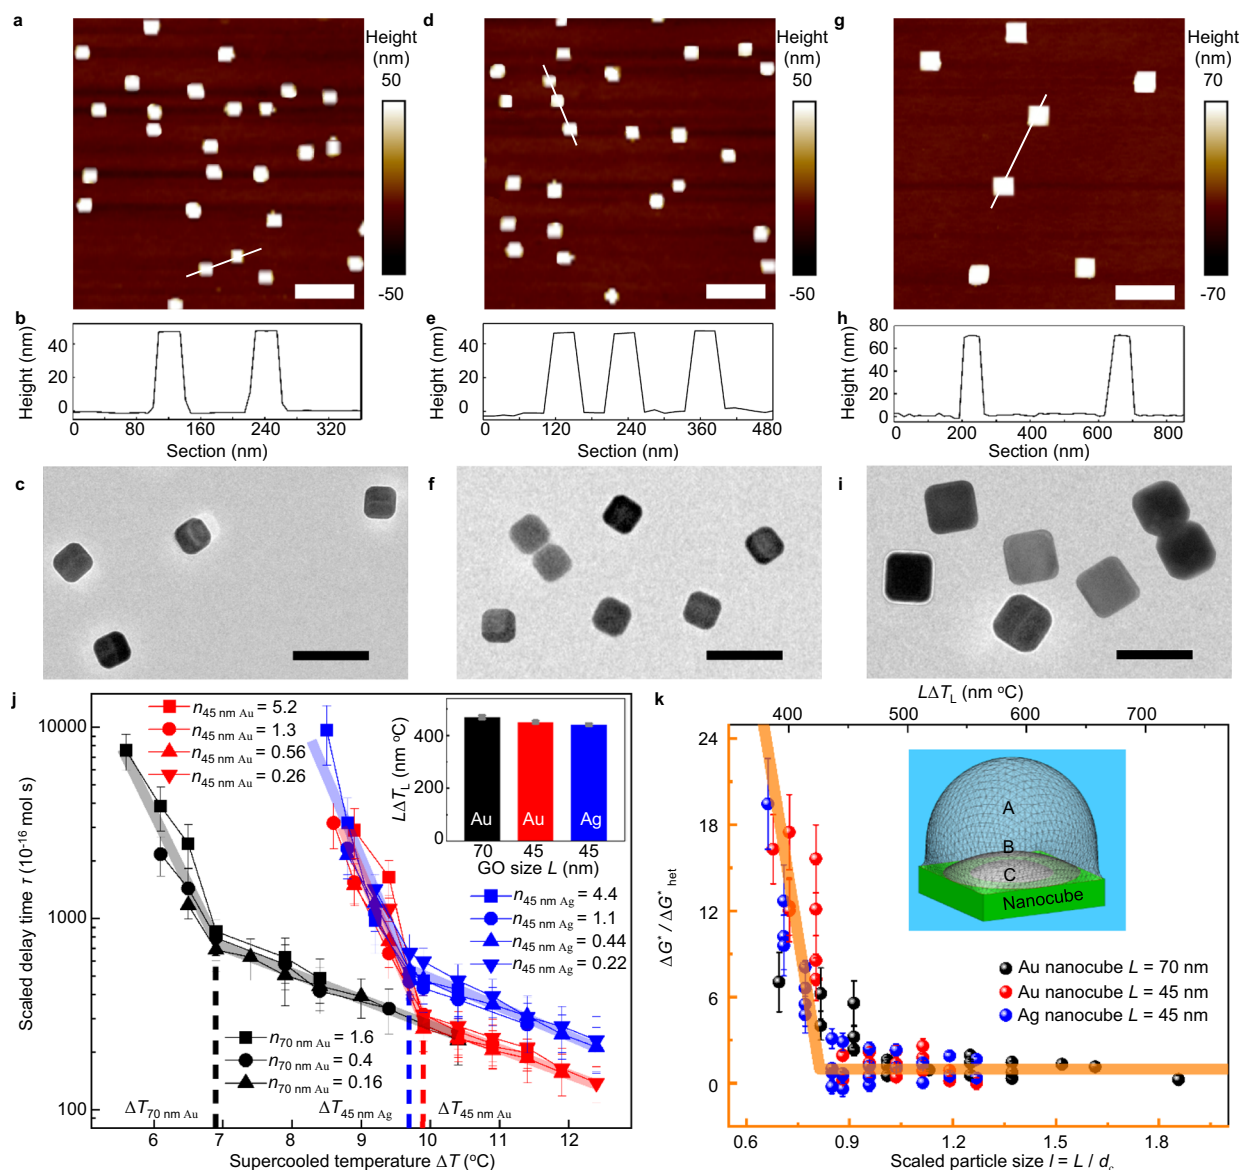 a
Height (nm)
50
-50
d
Height (nm)
50
-50
g
Height (nm)
70
-70
b
Height (nm)
40
20
0
0 80 160 240 320
Section (nm)
e
Height (nm)
40
20
0
0 120 240 360 480
Section (nm)
h
Height (nm)
80
60
40
20
0
0 200 400 600 800
Section (nm)
c
f
i
j
Scaled delay time τ (10⁻¹⁶ mol s)
10000
1000
100
n45 nm Au = 5.2
n45 nm Au = 1.3
n45 nm Au = 0.56
n45 nm Au = 0.26
LΔTL (nm °C)
400
200
0
Au Au Ag
70 45 45
GO size L (nm)
n45 nm Ag = 4.4
n45 nm Ag = 1.1
n45 nm Ag = 0.44
n45 nm Ag = 0.22
n70 nm Au = 1.6
n70 nm Au = 0.4
n70 nm Au = 0.16
ΔT70 nm Au
ΔT45 nm Ag
ΔT45 nm Au
6 7 8 9 10 11 12
Supercooled temperature ΔT (°C)
k
LΔTL (nm °C)
400 500 600 700
ΔG* / ΔG*het
24
18
12
6
0
A
B
C
Nanocube
Au nanocube L = 70 nm
Au nanocube L = 45 nm
Ag nanocube L = 45 nm
0.6 0.9 1.2 1.5 1.8
Scaled particle size l = L / dc